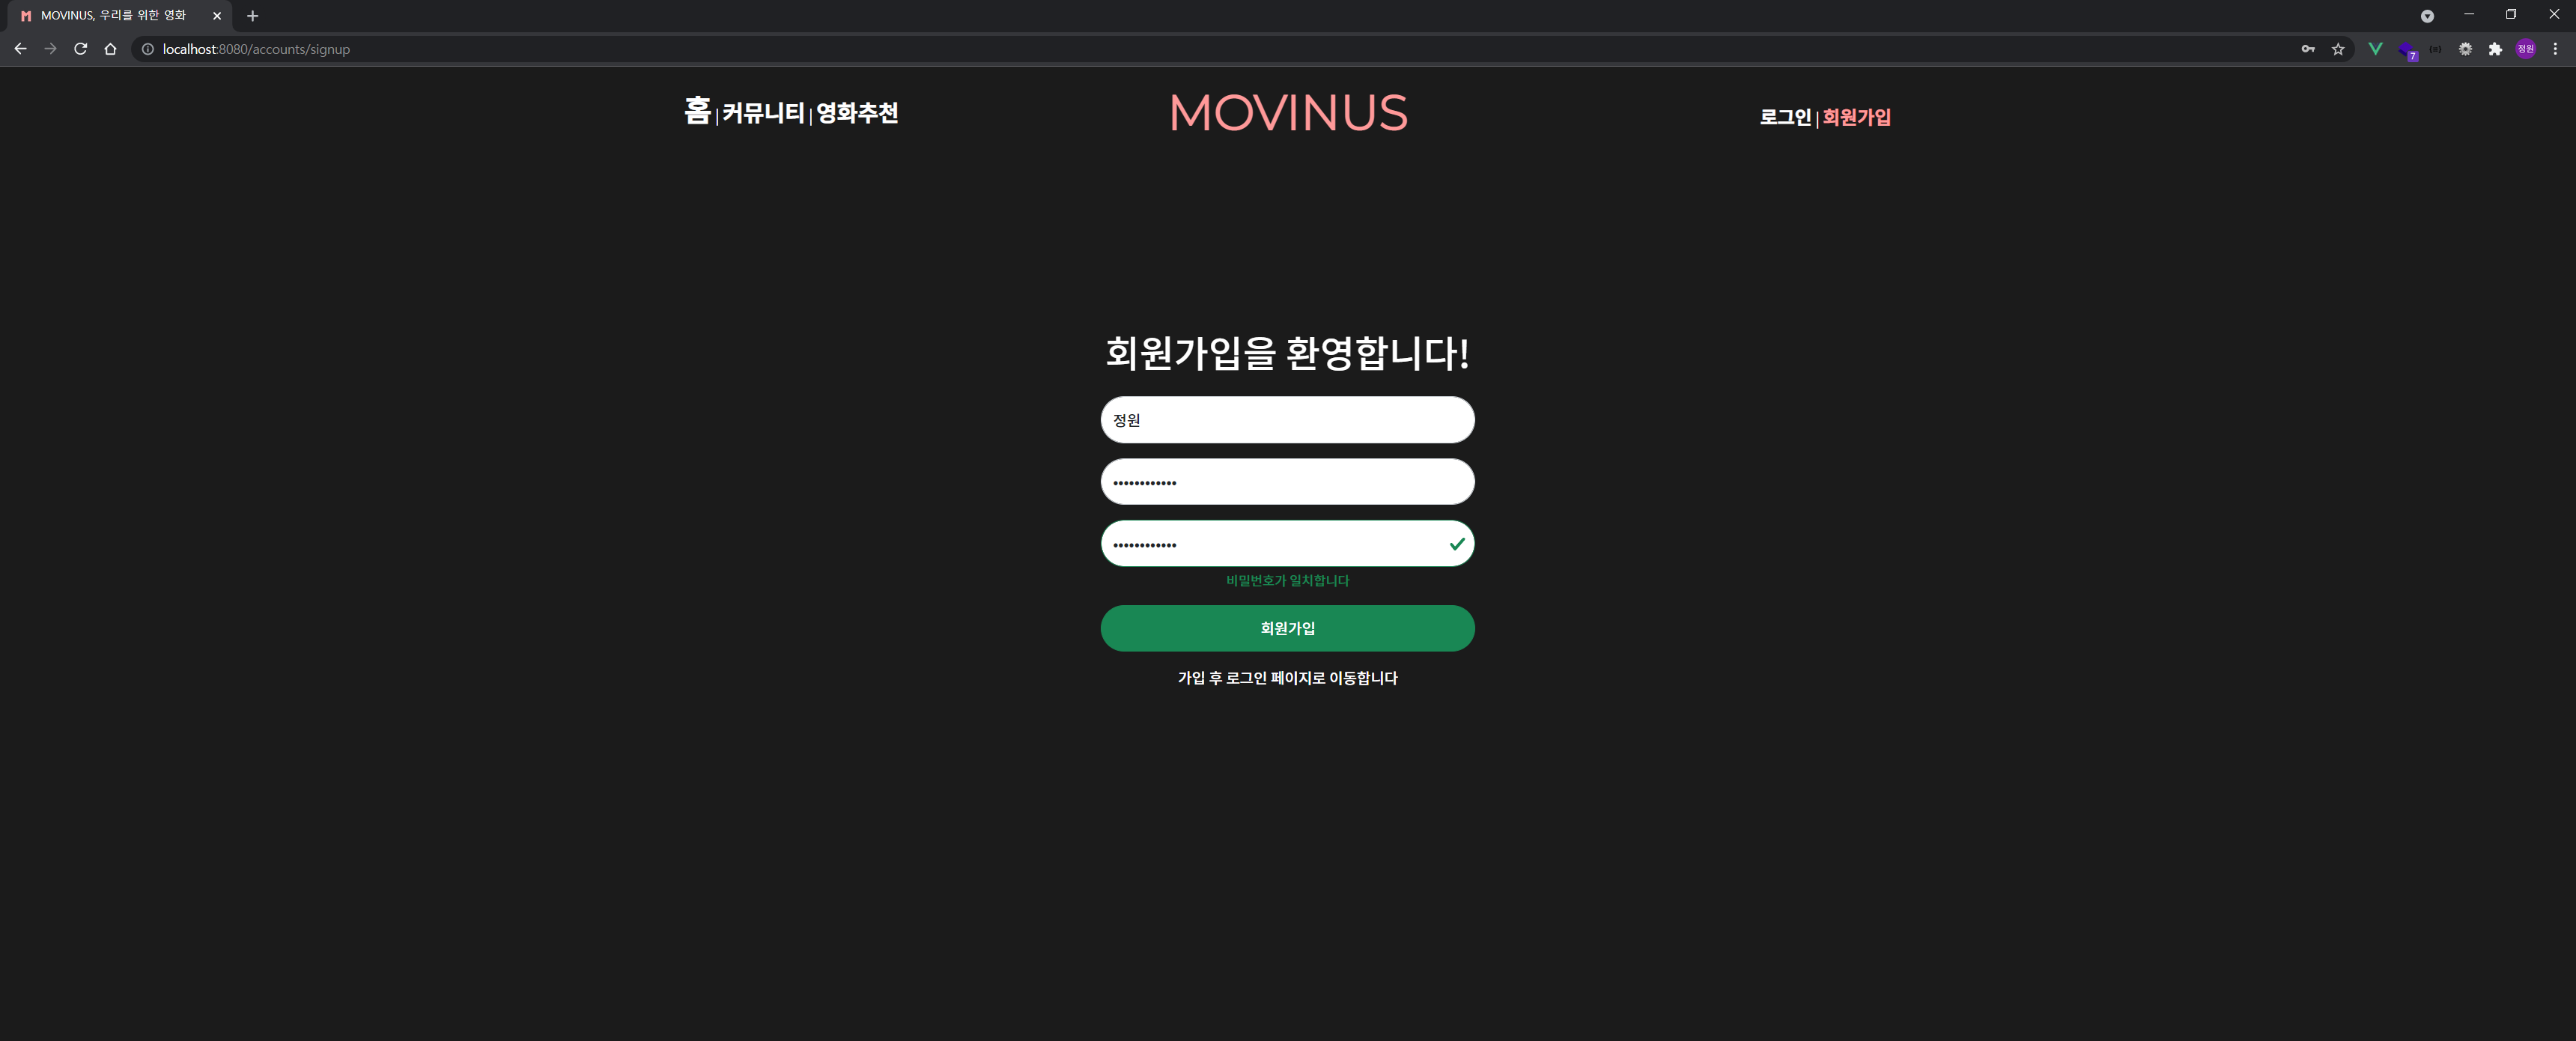 MOVINUS, 우리를 위한 영화
localhost:8080/accounts/signup
7
정원
홈 | 커뮤니티 | 영화추천
MOVINUS
로그인 | 회원가입
회원가입을 환영합니다!
정원
••••••••••••
••••••••••••
비밀번호가 일치합니다
회원가입
가입 후 로그인 페이지로 이동합니다